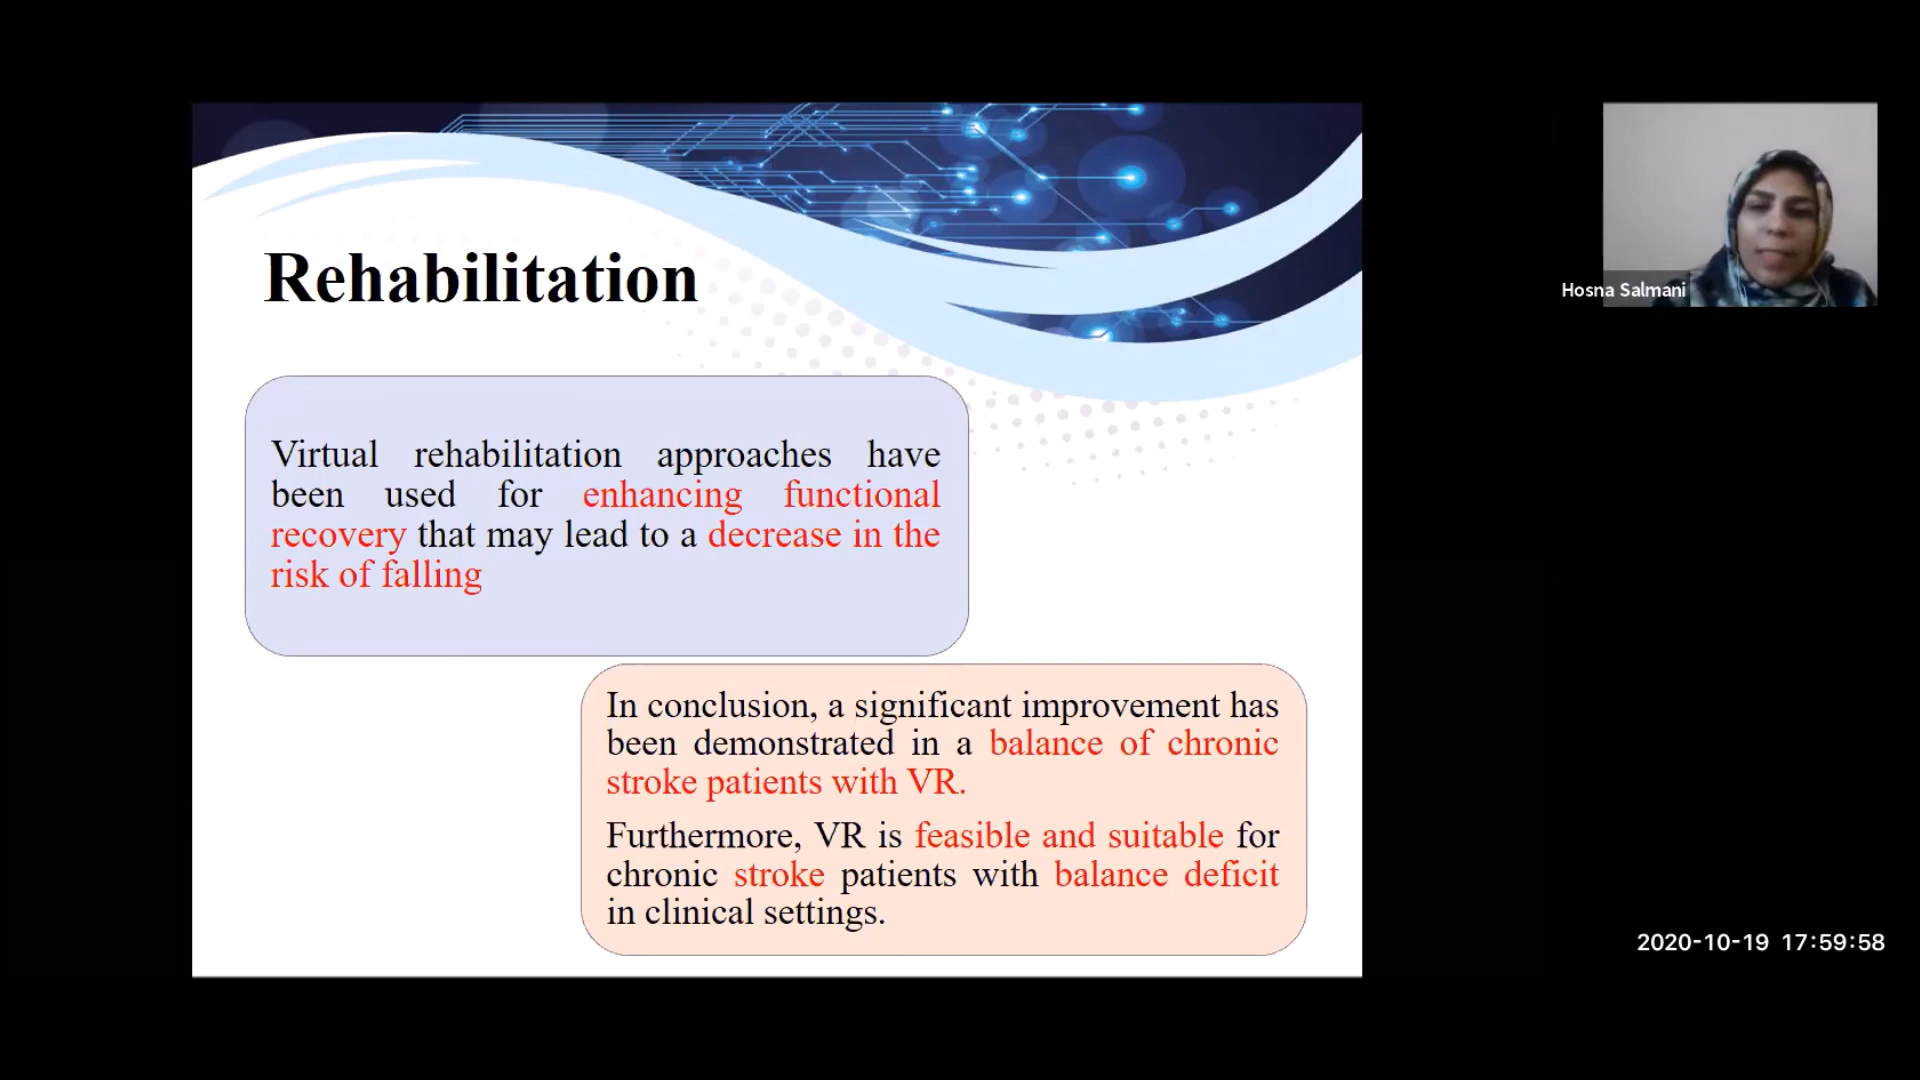 Rehabilitation
Virtual rehabilitation approaches have
been used for enhancing functional
recovery that may lead to a decrease in the
risk of falling
In conclusion, a significant improvement has
been demonstrated in a balance of chronic
stroke patients with VR.
Furthermore, VR is feasible and suitable for
chronic stroke patients with balance deficit
in clinical settings.
Hosna Salmani
2020-10-19 17:59:58